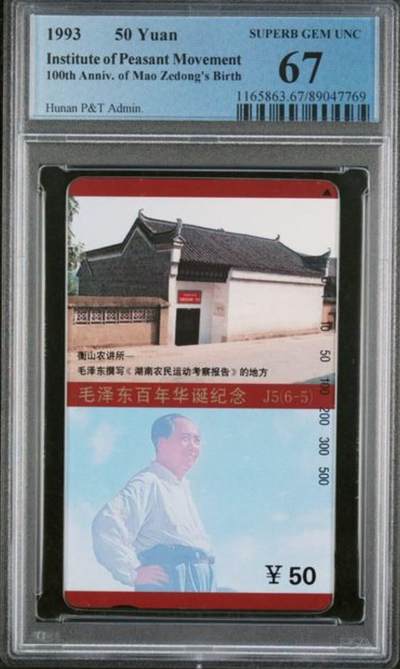 1993 50 Yuan SUPERB GEM UNC
Institute of Peasant Movement
100th Anniv. of Mao Zedong's Birth
67
Hunan P&T Admin.
1165863.67/89047769
衡山农讲所—
毛泽东撰写《湖南农民运动考察报告》的地方
毛泽东百年华诞纪念 J5(6-5)
10 50 100 200 300 500
¥ 50